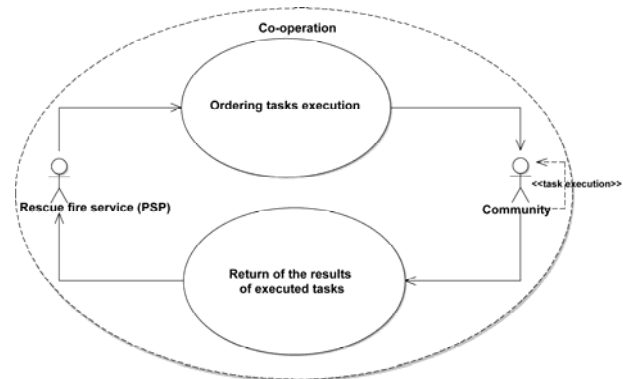 Co-operation
Ordering tasks execution
<<task execution>>
Rescue fire service (PSP)
Community
Return of the results
of executed tasks